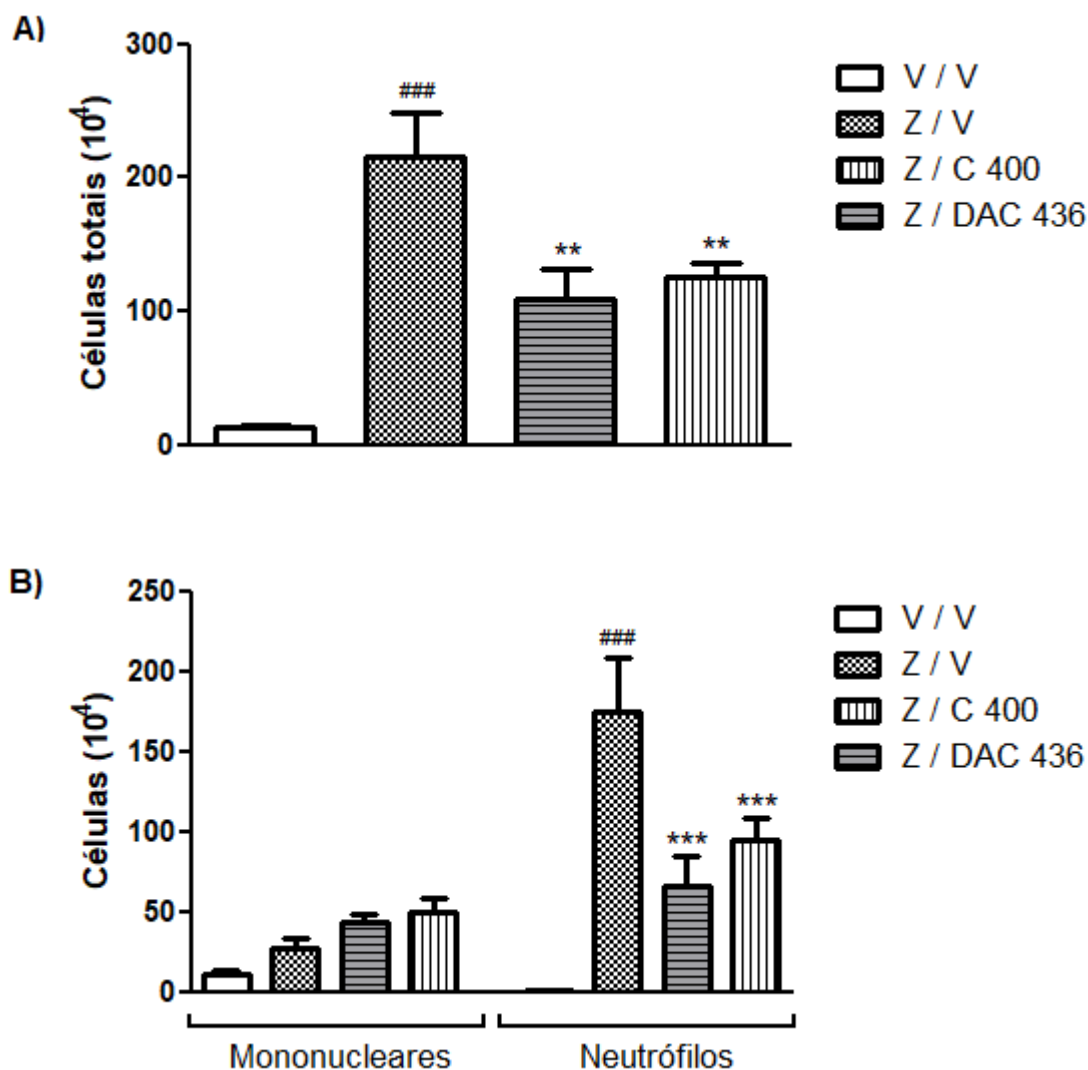 A)
Células totais (10⁴)
300
200
100
0
###
**
**
V / V
Z / V
Z / C 400
Z / DAC 436
B)
Células (10⁴)
250
200
150
100
50
0
###
***
***
V / V
Z / V
Z / C 400
Z / DAC 436
Mononucleares
Neutrófilos